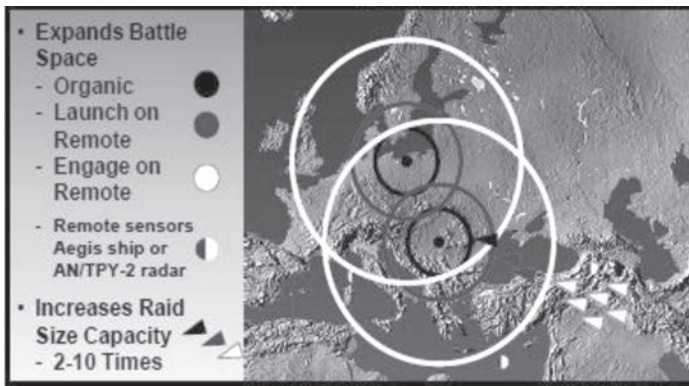 • Expands Battle
Space
- Organic
- Launch on
Remote
- Engage on
Remote
- Remote sensors
Aegis ship or
AN/TPY-2 radar
• Increases Raid
Size Capacity
- 2-10 Times